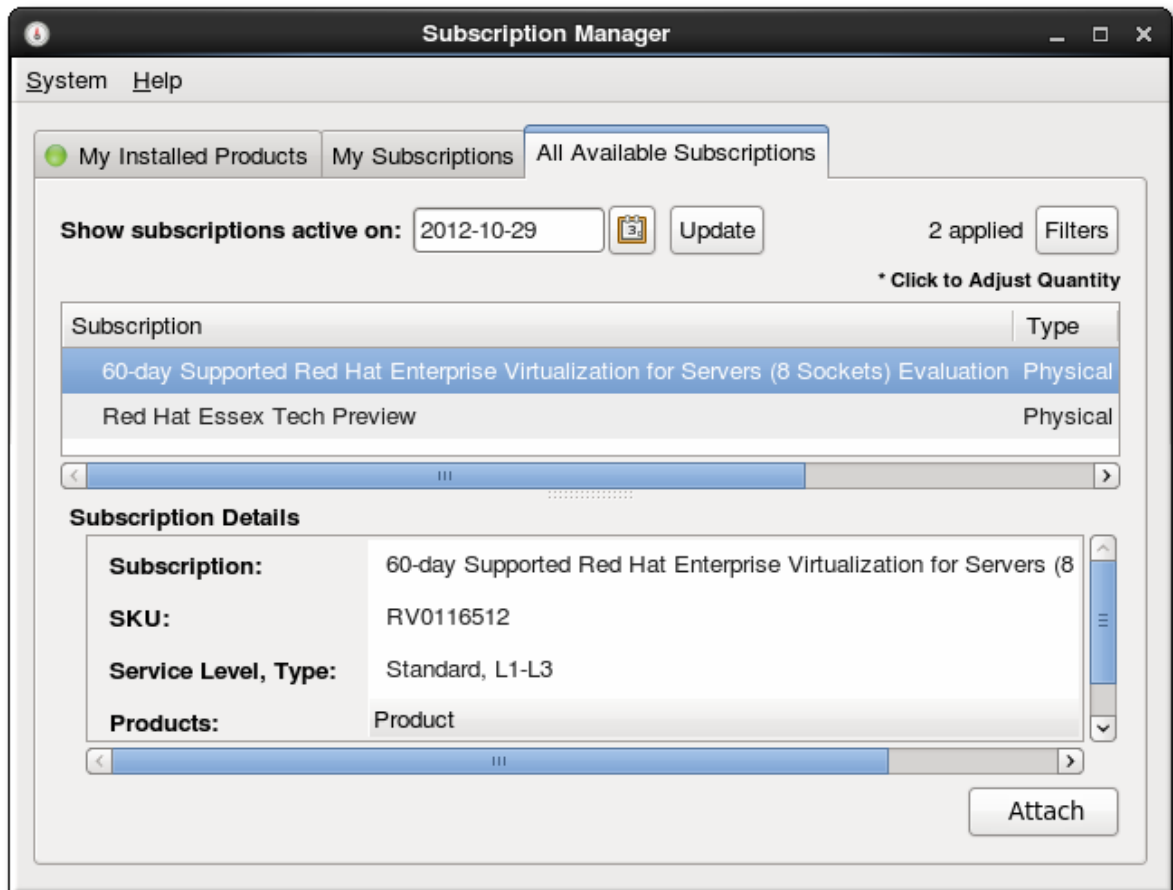 Subscription Manager
System Help
My Installed Products My Subscriptions All Available Subscriptions
Show subscriptions active on: 2012-10-29 Update 2 applied Filters
* Click to Adjust Quantity
Subscription Type
60-day Supported Red Hat Enterprise Virtualization for Servers (8 Sockets) Evaluation Physical
Red Hat Essex Tech Preview Physical
Subscription Details
Subscription: 60-day Supported Red Hat Enterprise Virtualization for Servers (8
SKU: RV0116512
Service Level, Type: Standard, L1-L3
Products: Product
Attach